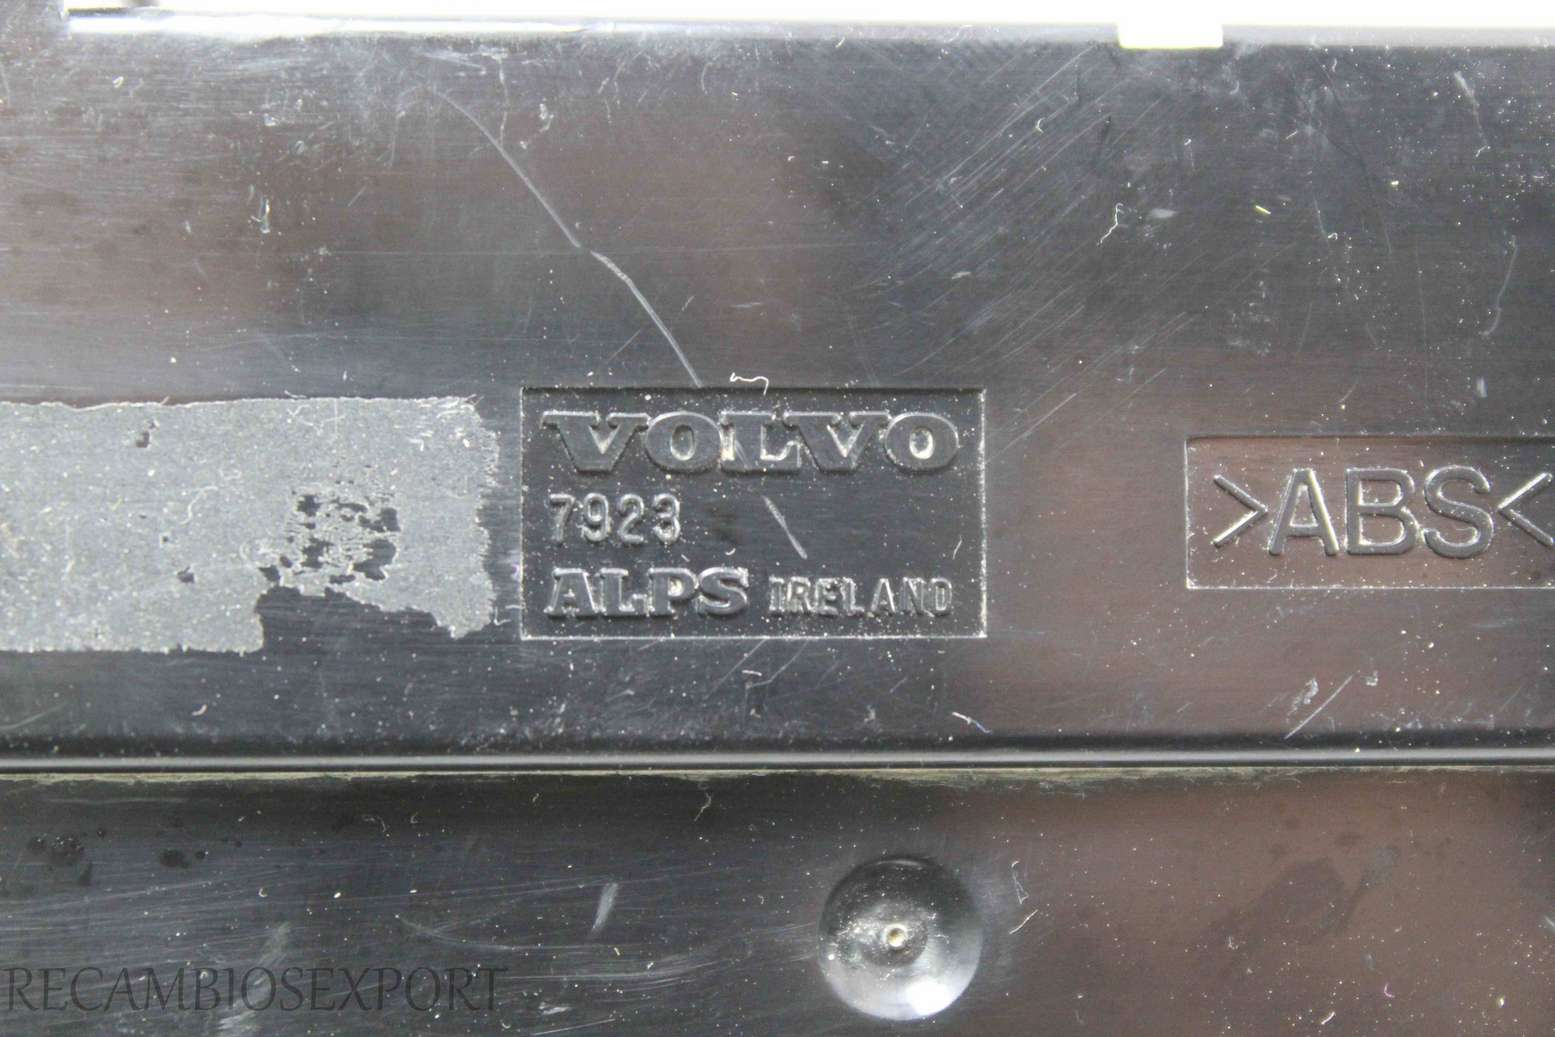 VOLVO
7923
ALPS IRELAND
>ABS<
RECAMBIOSEXPORT